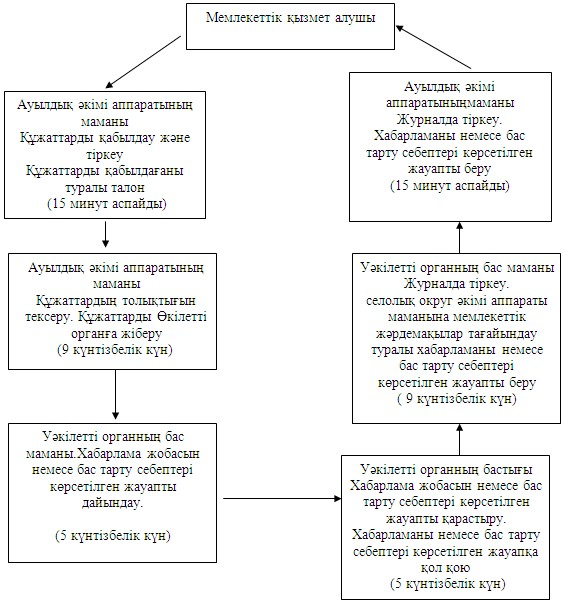 Мемлекеттік қызмет алушы
Ауылдық әкімі аппаратының
маманы
Құжаттарды қабылдау және
тіркеу
Құжаттарды қабылдағаны
туралы талон
(15 минут аспайды)
Ауылдық әкімі аппаратының
маманы
Құжаттардың толықтығын
тексеру. Құжаттарды Өкілетті
органға жіберу
(9 күнтізбелік күн)
Уәкілетті органның бас
маманы.Хабарлама жобасын
немесе бас тарту себептері
көрсетілген жауапты
дайындау.
(5 күнтізбелік күн)
Уәкілетті органның бастығы
Хабарлама жобасын немесе бас
тарту себептері көрсетілген
жауапты қарастыру.
Хабарламаны немесе бас тарту
себептері көрсетілген жауапқа
қол қою
(5 күнтізбелік күн)
Уәкілетті органның бас маманы
Журналда тіркеу.
селолық округ әкімі аппараты
маманына мемлекеттік
жәрдемақылар тағайындау
туралы хабарламаны немесе
бас тарту себептері
көрсетілген жауапты беру
( 9 күнтізбелік күн)
Ауылдық әкімі
аппаратыныңмаманы
Журналда тіркеу.
Хабарламаны немесе бас
тарту себептері көрсетілген
жауапты беру
(15 минут аспайды)